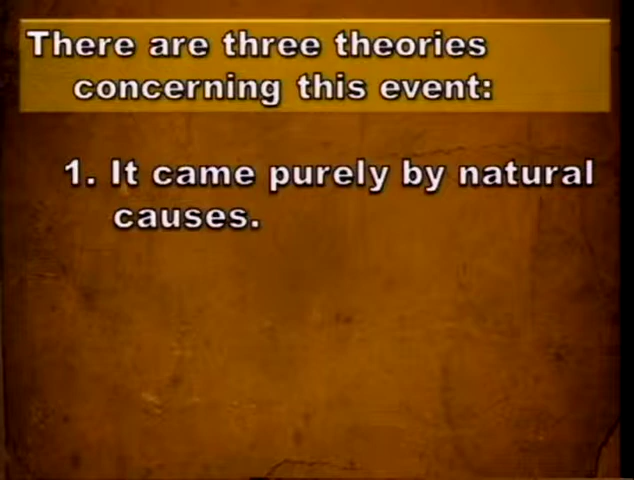 There are three theories
concerning this event:
1. It came purely by natural
causes.